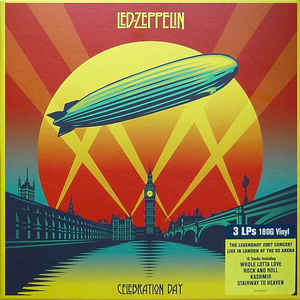 LED-ZEPPELIN
CELEBRATION DAY
3 LPs 180G Vinyl
THE LEGENDARY 2007 CONCERT
LIVE IN LONDON AT THE O2 ARENA
16 Tracks Including
WHOLE LOTTA LOVE
ROCK AND ROLL
KASHMIR
STAIRWAY TO HEAVEN